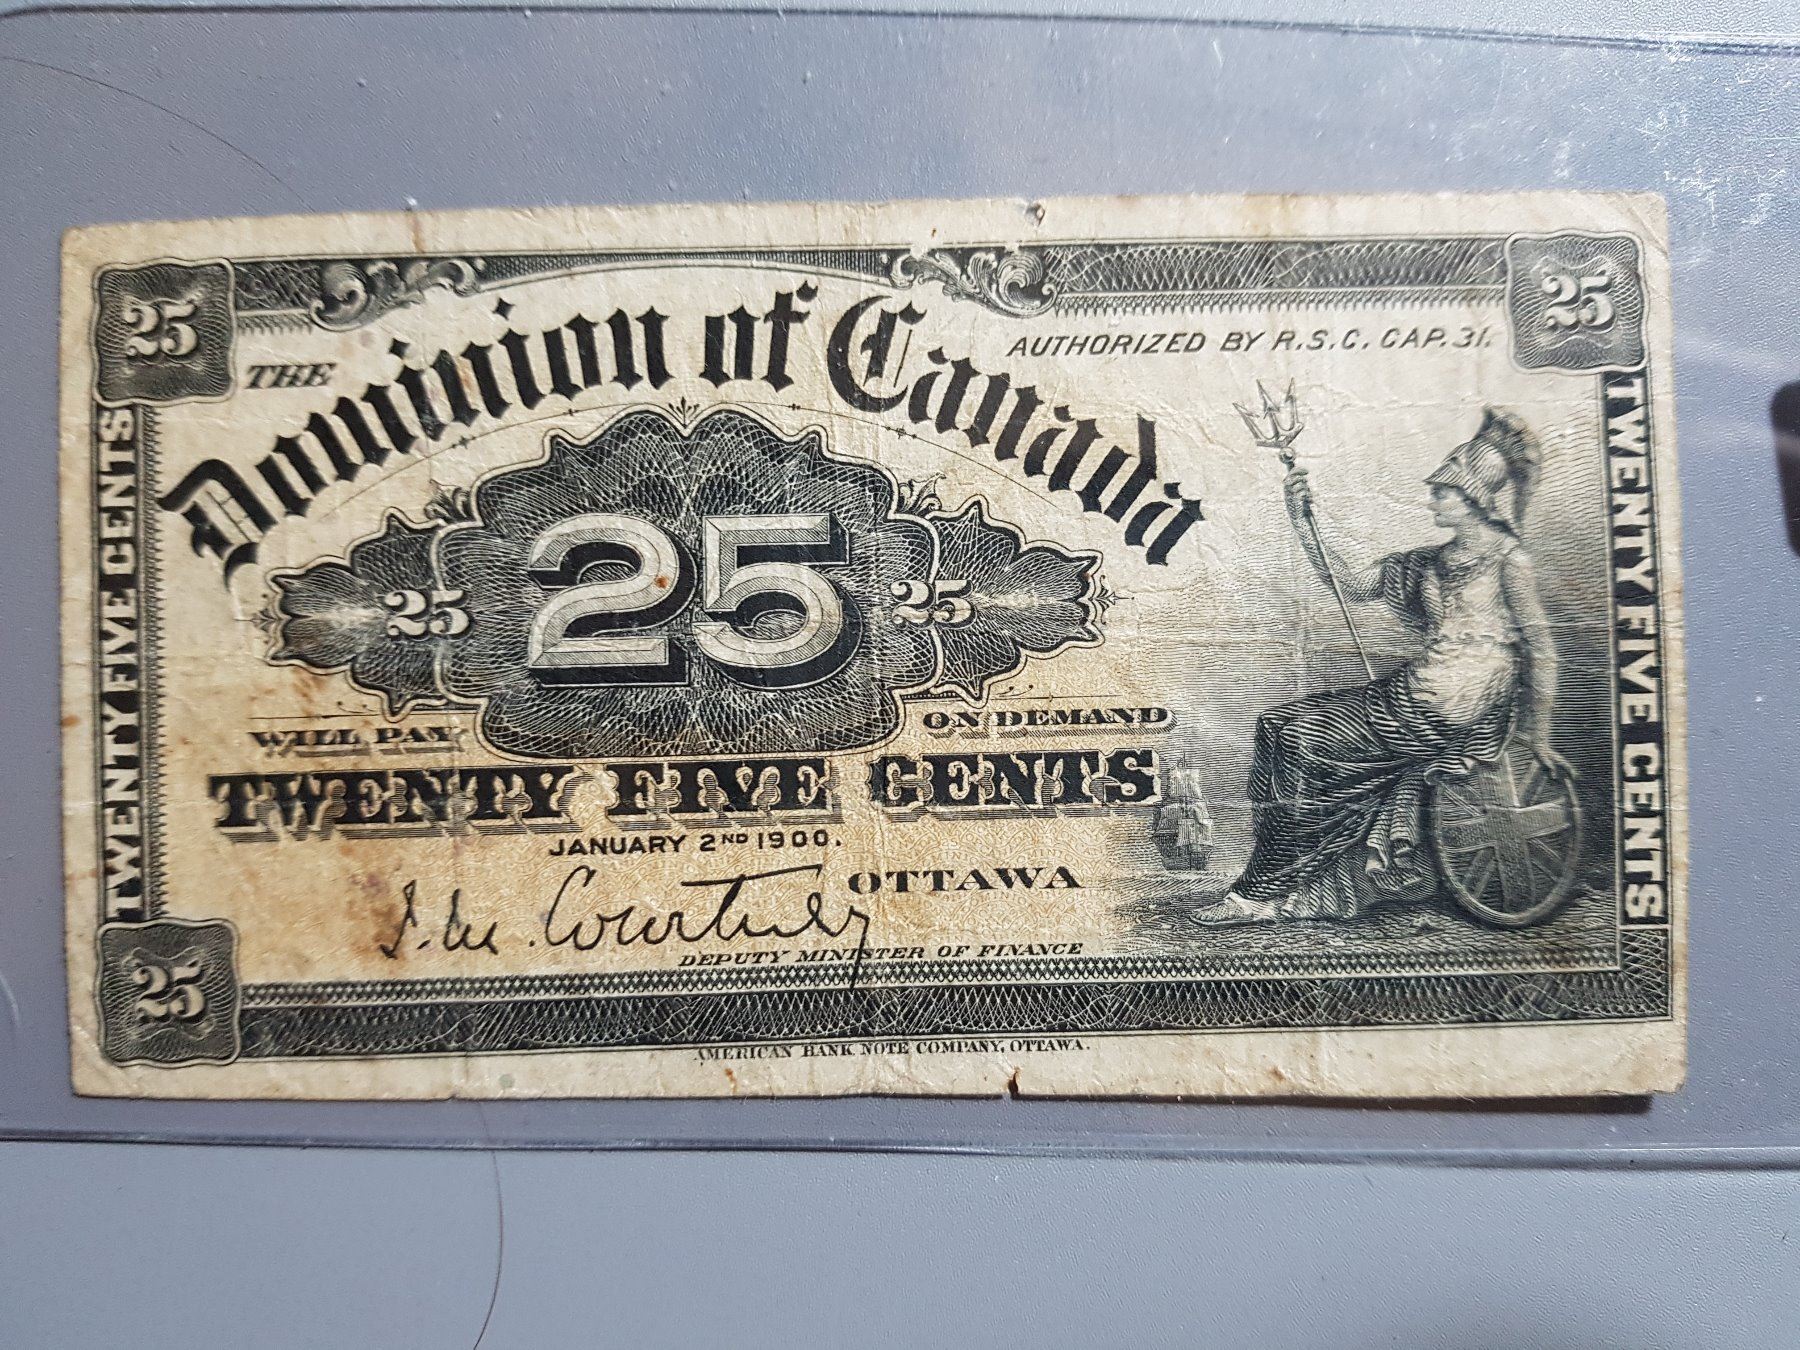 25
25
THE
Dominion of Canada
AUTHORIZED BY R.S.C. CAP. 31.
TWENTY FIVE CENTS
25
25
25
TWENTY FIVE CENTS
WILL PAY
ON DEMAND
TWENTY FIVE CENTS
JANUARY 2ND 1900.
J. M. Courtney
OTTAWA
DEPUTY MINISTER OF FINANCE
25
AMERICAN BANK NOTE COMPANY, OTTAWA.